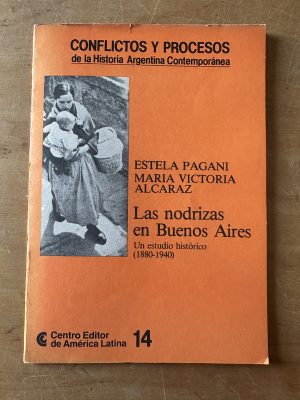 CONFLICTOS Y PROCESOS
de la Historia Argentina Contemporánea
ESTELA PAGANI
MARIA VICTORIA
ALCARAZ
Las nodrizas
en Buenos Aires
Un estudio histórico
(1880-1940)
Centro Editor
de América Latina 14